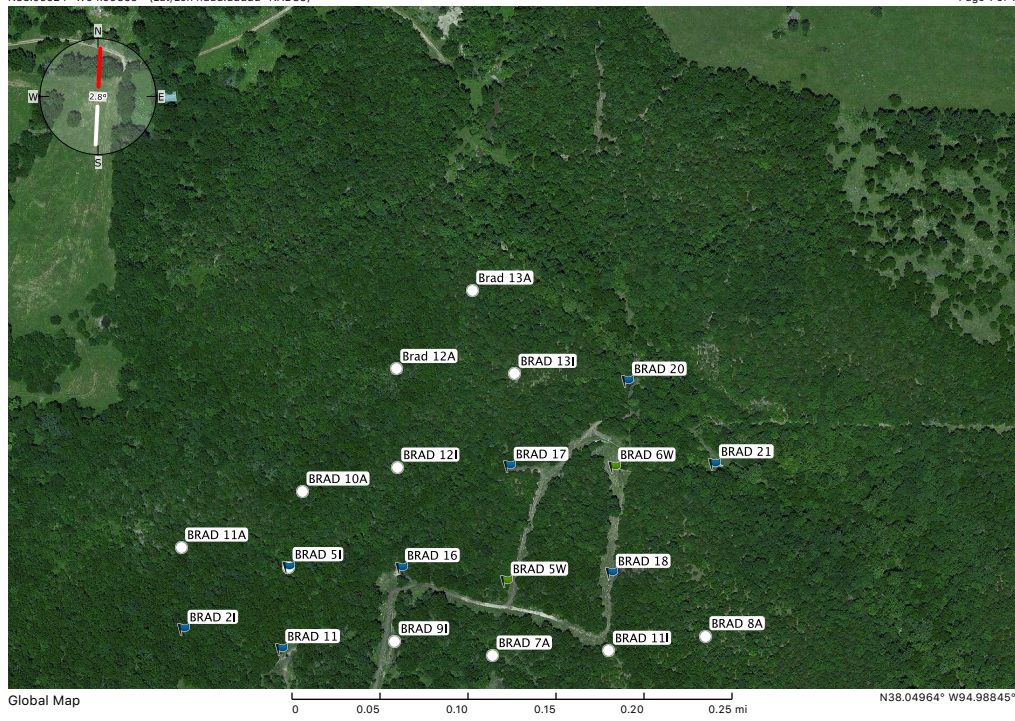 N
W
2.8°
E
S
Brad 13A
Brad 12A
BRAD 13I
BRAD 20
BRAD 17
BRAD 6W
BRAD 21
BRAD 12I
BRAD 10A
BRAD 11A
BRAD 5I
BRAD 16
BRAD 5W
BRAD 18
BRAD 2I
BRAD 11
BRAD 9I
BRAD 7A
BRAD 11I
BRAD 8A
Global Map
0 0.05 0.10 0.15 0.20 0.25 mi
N38.04964° W94.98845°